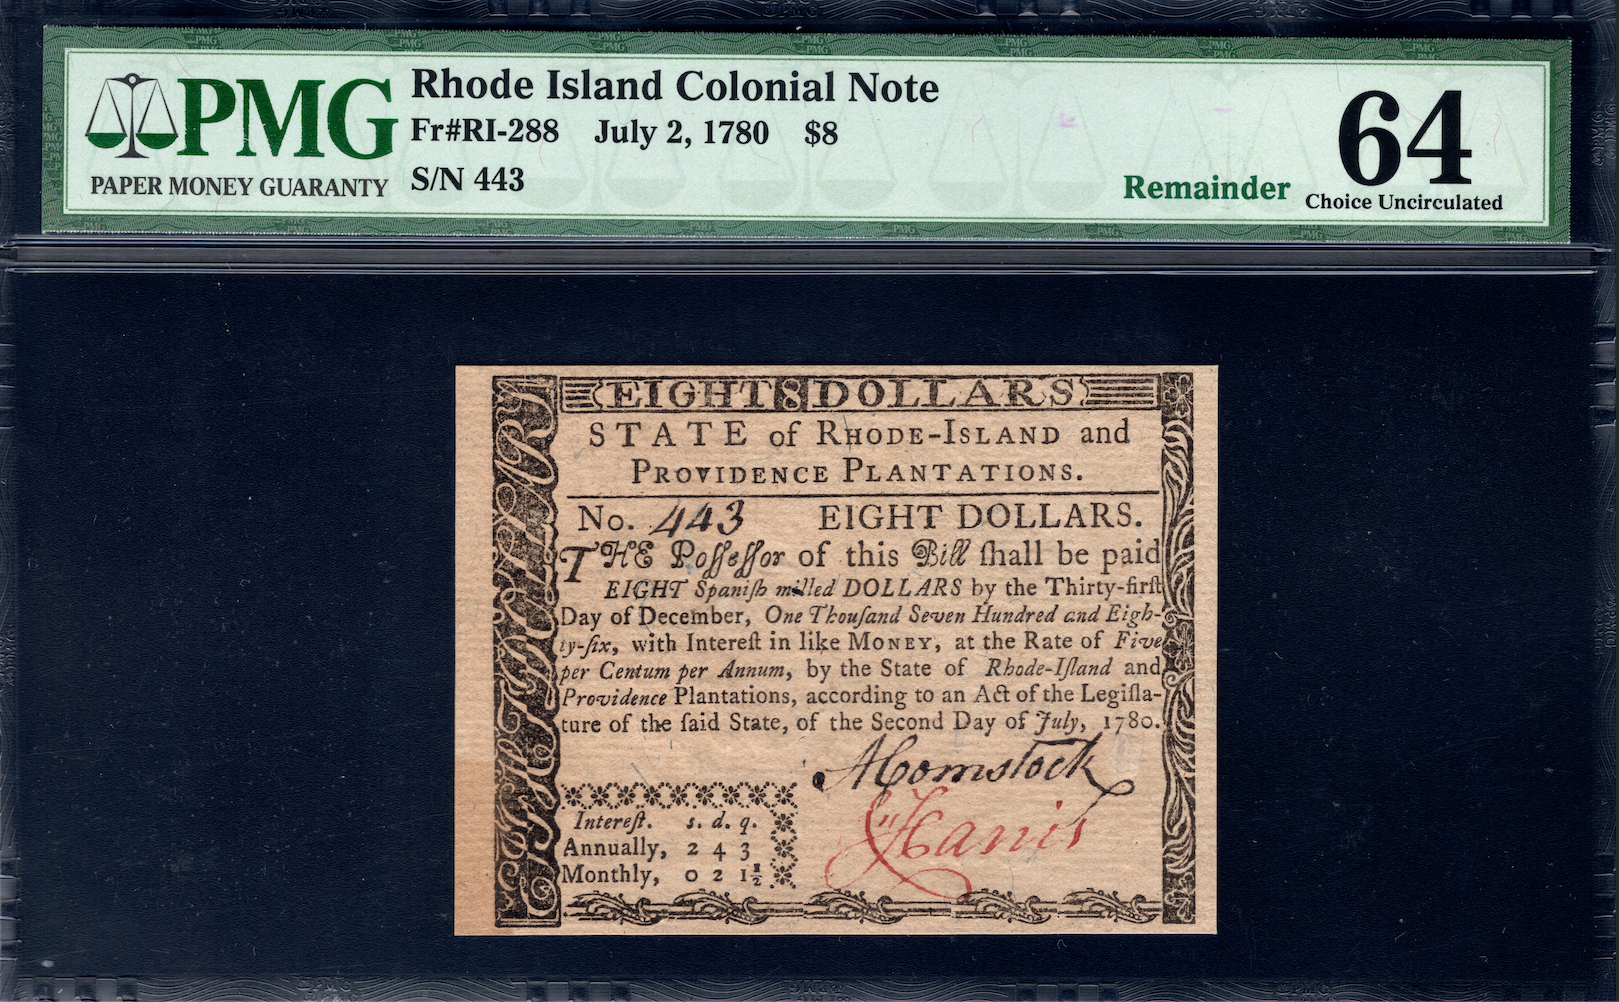 PMG
PAPER MONEY GUARANTY
Rhode Island Colonial Note
Fr#RI-288 July 2, 1780 $8
S/N 443
Remainder
64
Choice Uncirculated
EIGHT 8 DOLLARS
EIGHT DOLLARS
STATE of RHODE-ISLAND and
PROVIDENCE PLANTATIONS.
No. 443 EIGHT DOLLARS.
THE Poſſeſſor of this Bill ſhall be paid
EIGHT Spaniſh milled DOLLARS by the Thirty-firſt
Day of December, One Thouſand Seven Hundred and Eigh-
ty-ſix, with Intereſt in like MONEY, at the Rate of Five
per Centum per Annum, by the State of Rhode-Iſland and
Providence Plantations, according to an Act of the Legiſla-
ture of the ſaid State, of the Second Day of July, 1780.
A Comstock
Harris
Intereſt. s. d. q.
Annually, 2 4 3
Monthly, 0 2 1 1/2